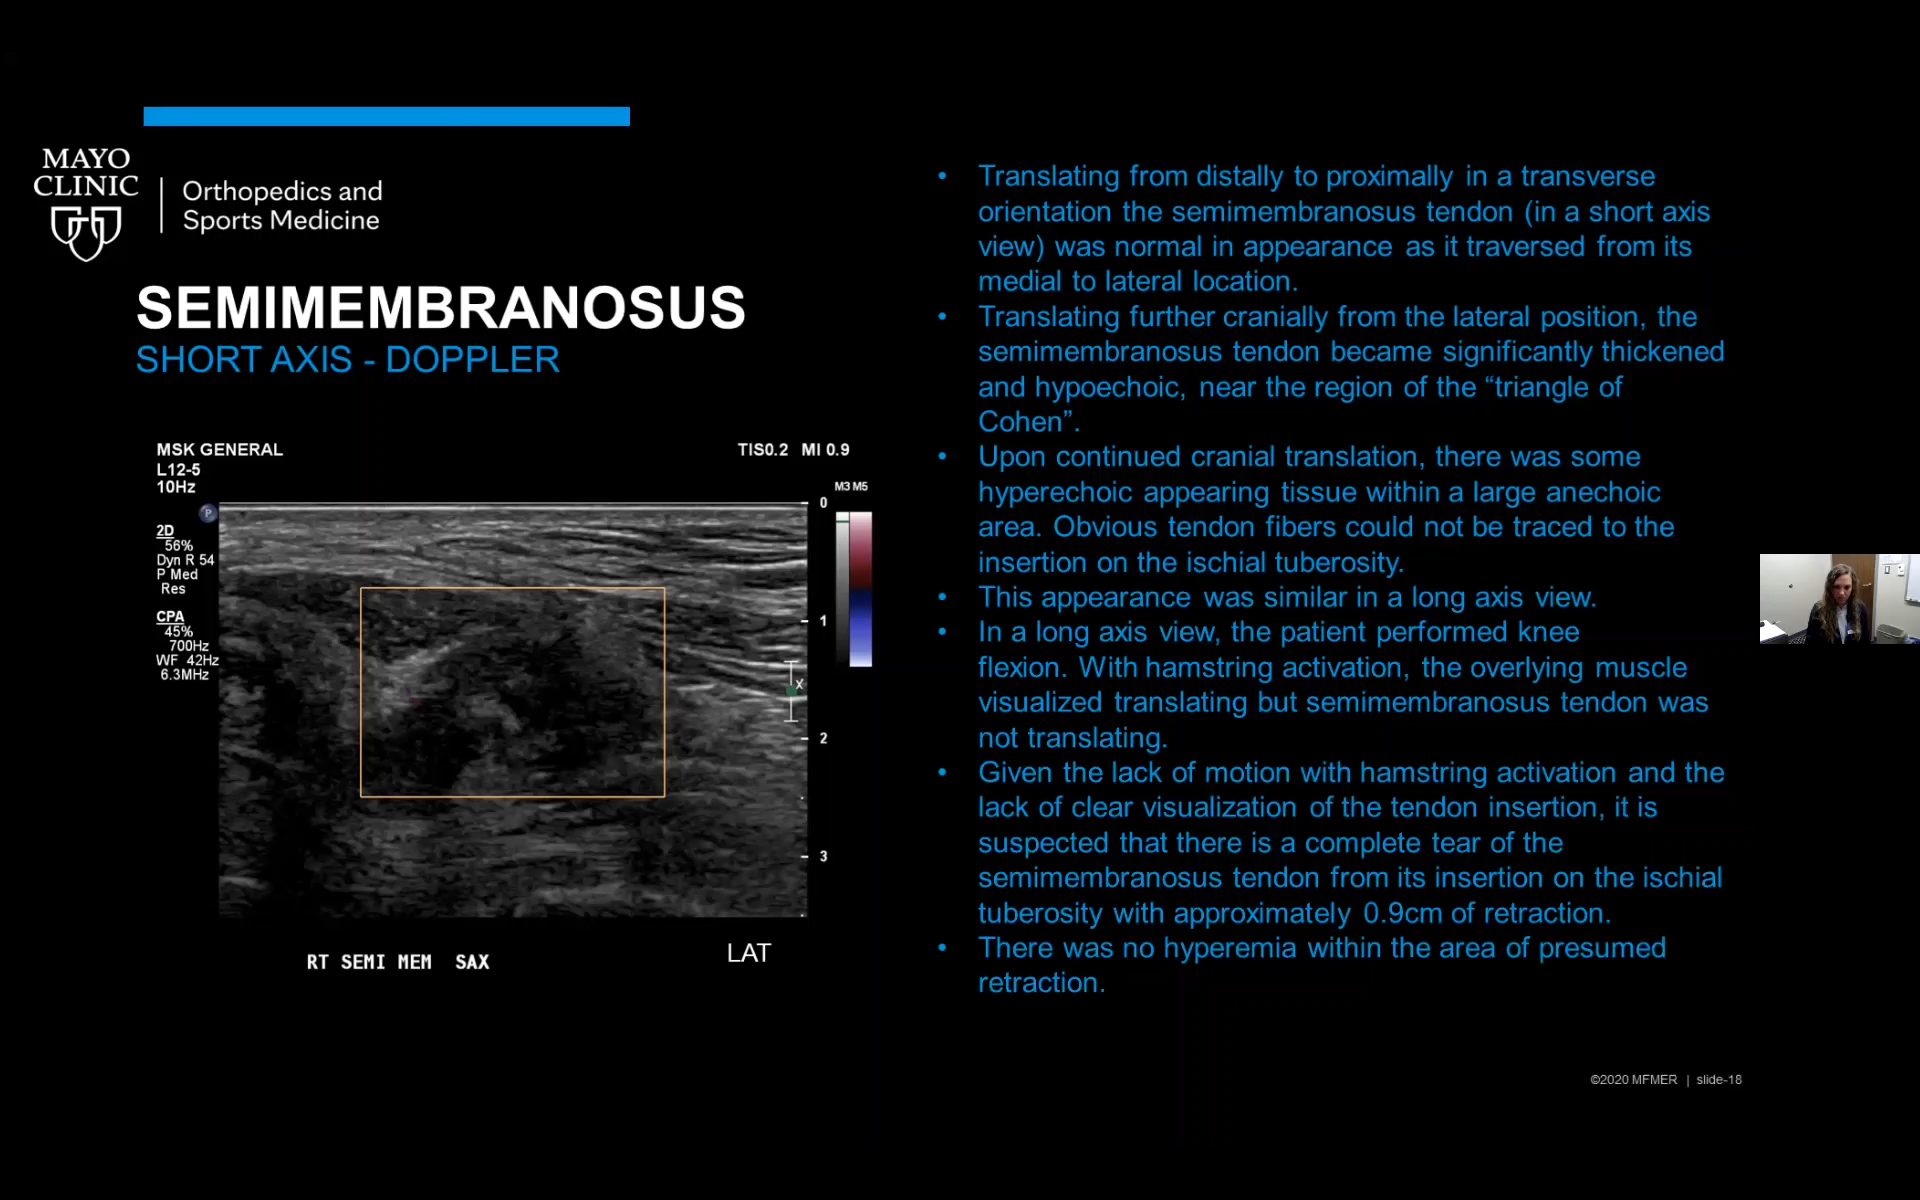 MAYO
CLINIC
Orthopedics and
Sports Medicine
SEMIMEMBRANOSUS
SHORT AXIS - DOPPLER
MSK GENERAL
TIS0.2 MI 0.9
L12-5
10Hz
M3 M5
P
2D
56%
Dyn R 54
P Med
Res
CPA
45%
700Hz
WF 42Hz
6.3MHz
0
1
x
2
3
RT SEMI MEM SAX
LAT
• Translating from distally to proximally in a transverse
orientation the semimembranosus tendon (in a short axis
view) was normal in appearance as it traversed from its
medial to lateral location.
• Translating further cranially from the lateral position, the
semimembranosus tendon became significantly thickened
and hypoechoic, near the region of the “triangle of
Cohen”.
• Upon continued cranial translation, there was some
hyperechoic appearing tissue within a large anechoic
area. Obvious tendon fibers could not be traced to the
insertion on the ischial tuberosity.
• This appearance was similar in a long axis view.
• In a long axis view, the patient performed knee
flexion. With hamstring activation, the overlying muscle
visualized translating but semimembranosus tendon was
not translating.
• Given the lack of motion with hamstring activation and the
lack of clear visualization of the tendon insertion, it is
suspected that there is a complete tear of the
semimembranosus tendon from its insertion on the ischial
tuberosity with approximately 0.9cm of retraction.
• There was no hyperemia within the area of presumed
retraction.
©2020 MFMER | slide-18